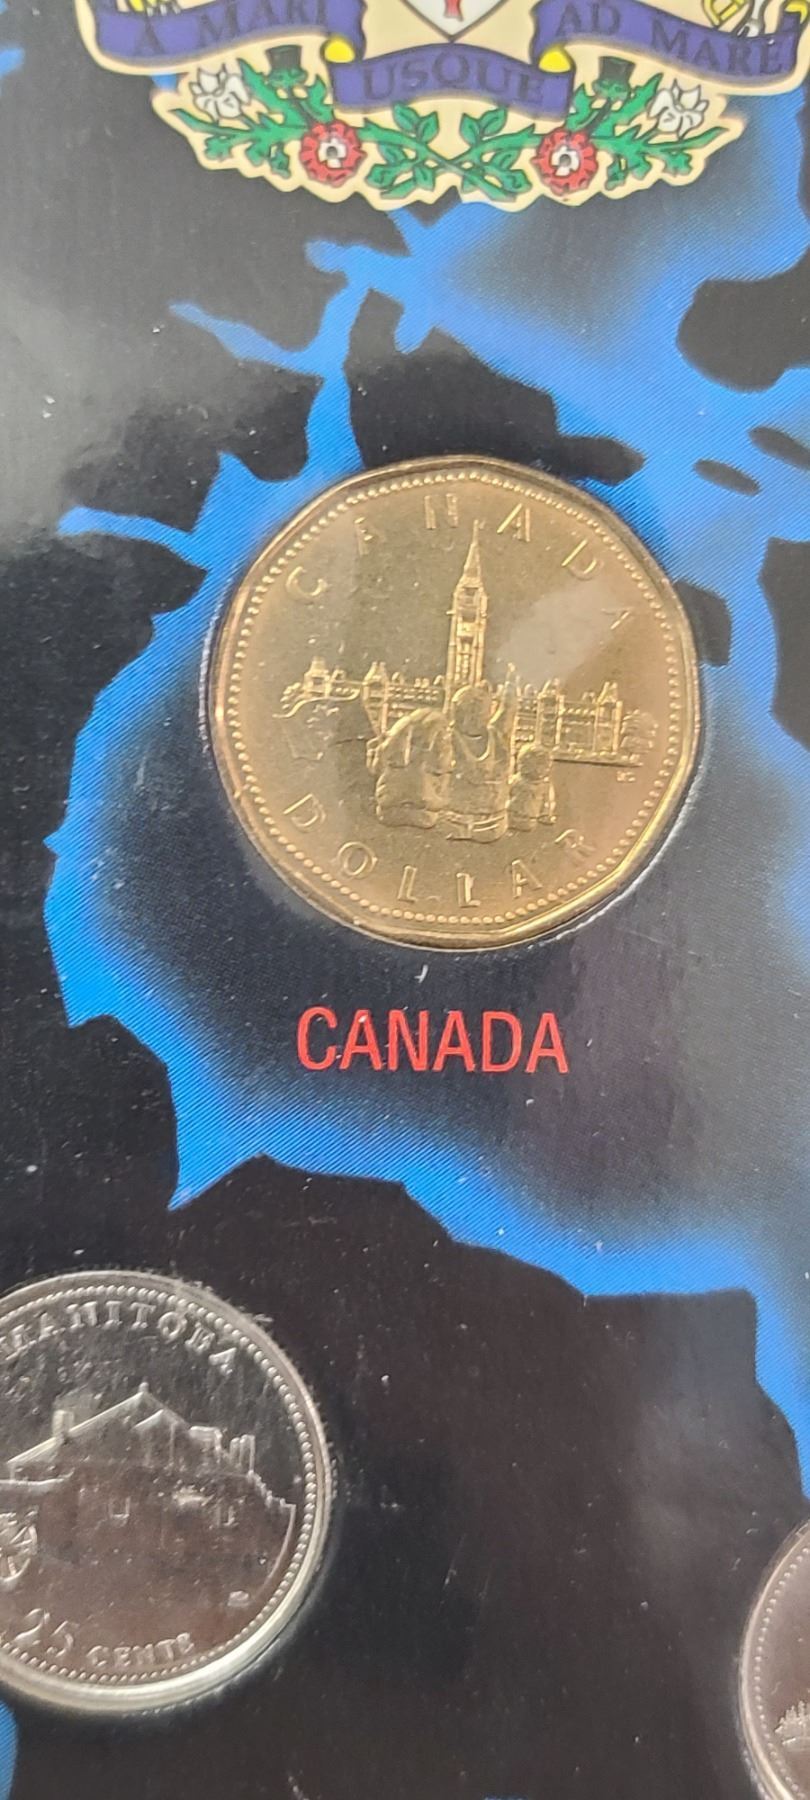 A MARI USQUE AD MARE
CANADA
DOLLAR
CANADA
MANITOBA
25 CENTS